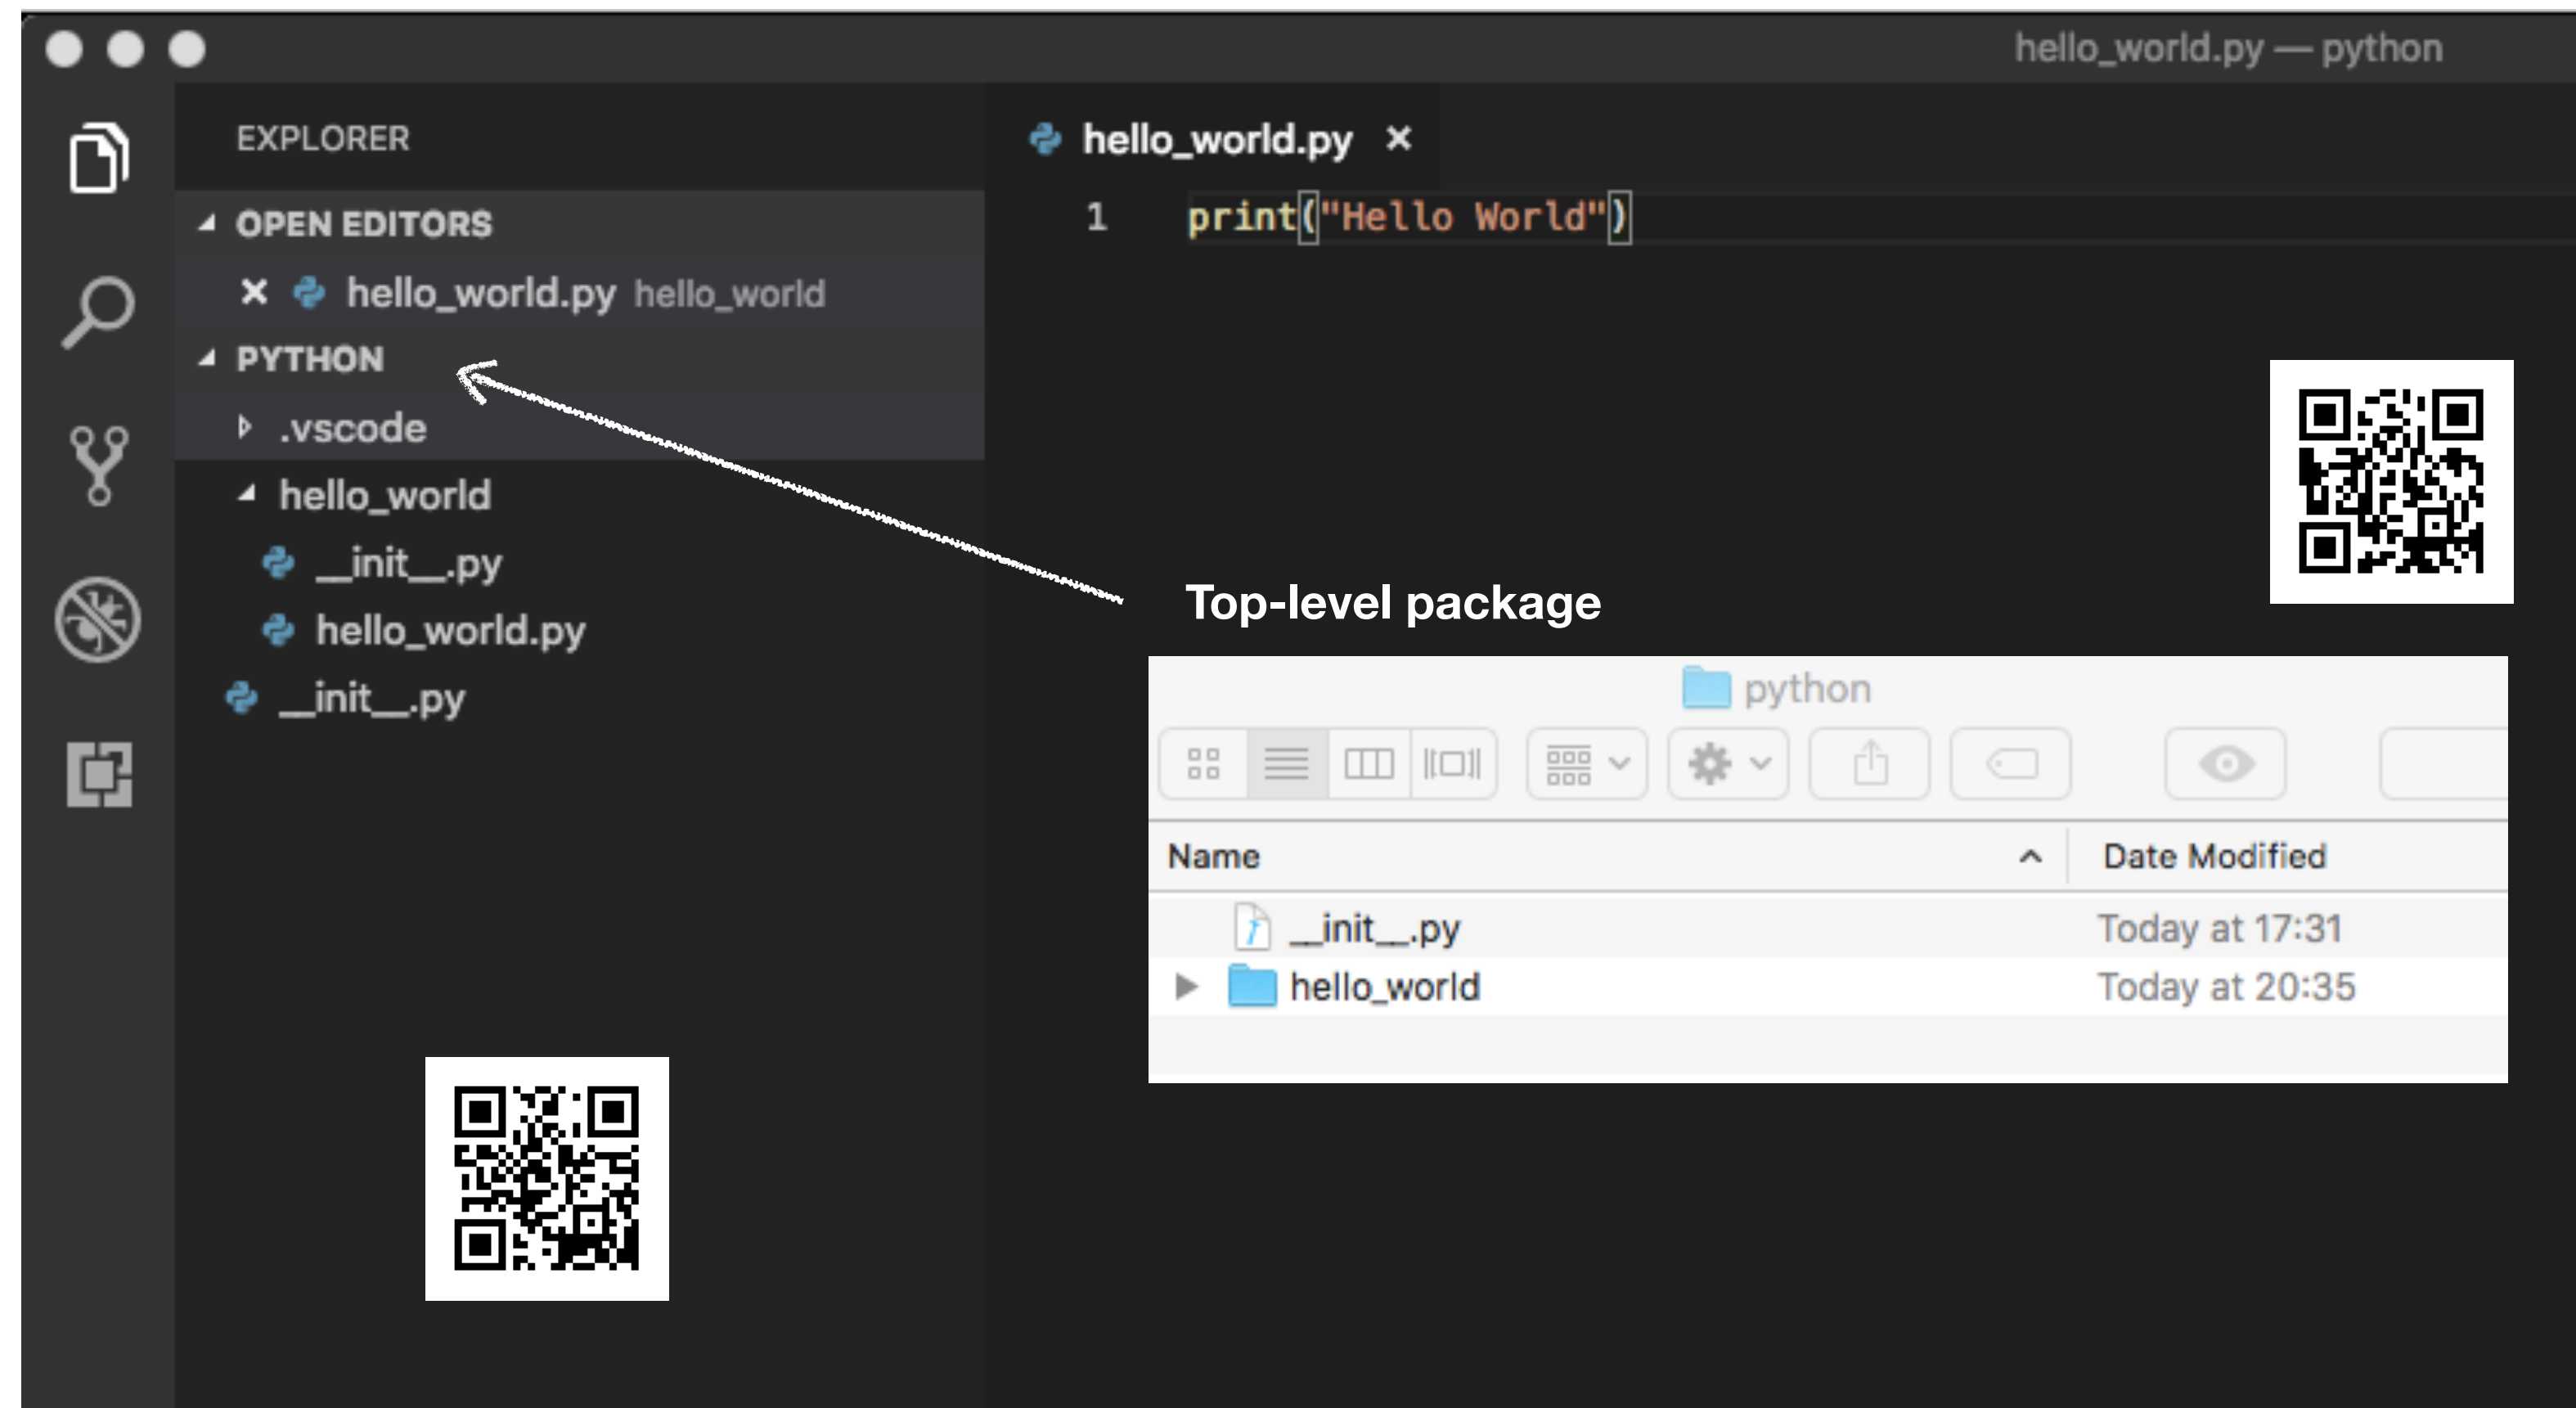 hello_world.py — python
EXPLORER
OPEN EDITORS
hello_world.py hello_world
PYTHON
.vscode
hello_world
__init__.py
hello_world.py
__init__.py
hello_world.py
1 print("Hello World")
Top-level package
python
Name Date Modified
__init__.py Today at 17:31
hello_world Today at 20:35